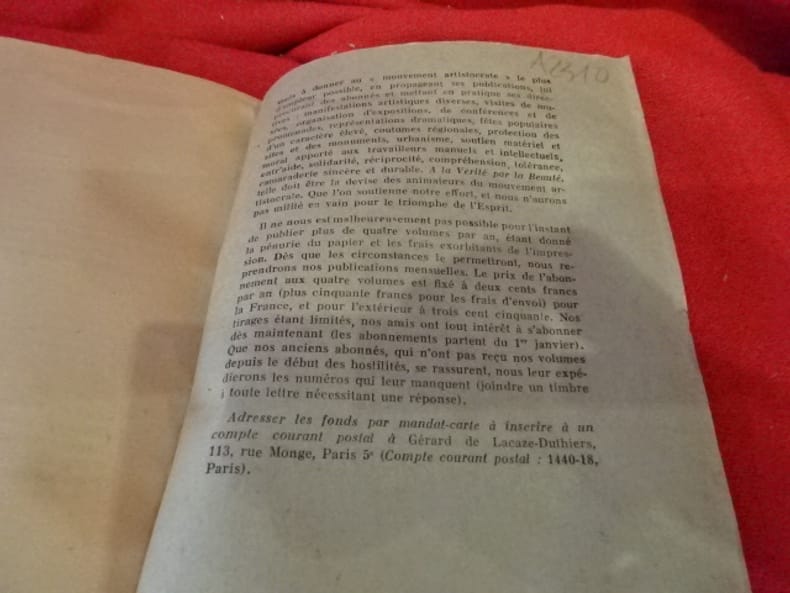 A2310
mais à donner au « mouvement artistocrate » le plus
d'ampleur possible, en propageant ses publications, lui
procurant des abonnés et mettant en pratique ses direc-
tives : manifestations artistiques diverses, visites de mu-
sées, organisation d'expositions, de conférences et de
promenades, représentations dramatiques, fêtes populaires
d'un caractère élevé, coutumes régionales, protection des
sites et des monuments, urbanisme, soutien matériel et
moral apporté aux travailleurs manuels et intellectuels,
entr'aide, solidarité, réciprocité, compréhension, tolérance,
camaraderie sincère et durable. A la Vérité par la Beauté,
telle doit être la devise des animateurs du mouvement ar-
tistocrate. Que l'on soutienne notre effort, et nous n'aurons
pas milité en vain pour le triomphe de l'Esprit.
Il ne nous est malheureusement pas possible pour l'instant
de publier plus de quatre volumes par an, étant donné
la pénurie du papier et les frais exorbitants de l'impres-
sion. Dès que les circonstances le permettront, nous re-
prendrons nos publications mensuelles. Le prix de l'abon-
nement aux quatre volumes est fixé à deux cents francs
par an (plus cinquante francs pour les frais d'envoi) pour
la France, et pour l'extérieur à trois cent cinquante. Nos
tirages étant limités, nos amis ont tout intérêt à s'abonner
dès maintenant (les abonnements partent du 1er janvier).
Que nos anciens abonnés, qui n'ont pas reçu nos volumes
depuis le début des hostilités, se rassurent, nous leur expé-
dierons les numéros qui leur manquent (joindre un timbre
à toute lettre nécessitant une réponse).
Adresser les fonds par mandat-carte à inscrire à un
compte courant postal à Gérard de Lacaze-Duthiers,
113, rue Monge, Paris 5e (Compte courant postal : 1440-18,
Paris).